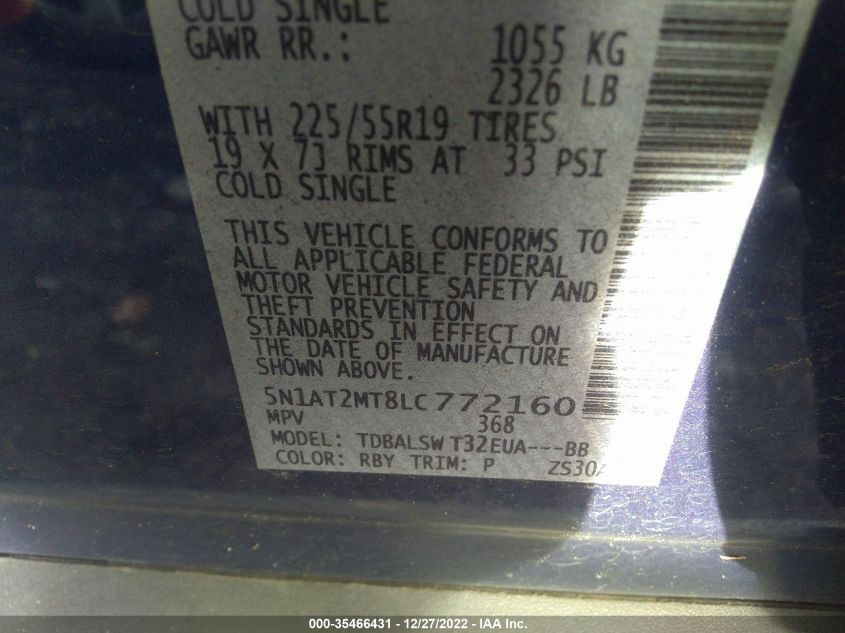 COLD SINGLE
GAWR RR.: 1055 KG
2326 LB
WITH 225/55R19 TIRES
19 X 7J RIMS AT 33 PSI
COLD SINGLE
THIS VEHICLE CONFORMS TO
ALL APPLICABLE FEDERAL
MOTOR VEHICLE SAFETY AND
THEFT PREVENTION
STANDARDS IN EFFECT ON
THE DATE OF MANUFACTURE
SHOWN ABOVE.
5N1AT2MT8LC772160
MPV 368
MODEL: TDBALSW T32EUA---BB
COLOR: RBY TRIM: P ZS30A
000-35466431 - 12/27/2022 - IAA Inc.